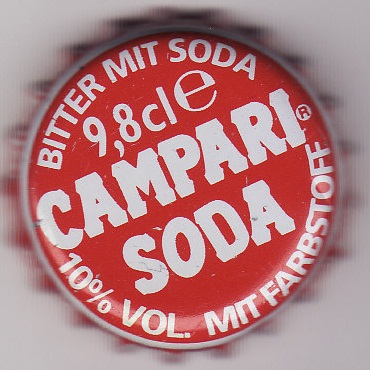 BITTER MIT SODA
9,8cl ℮
CAMPARI®
SODA
10% VOL. MIT FARBSTOFF